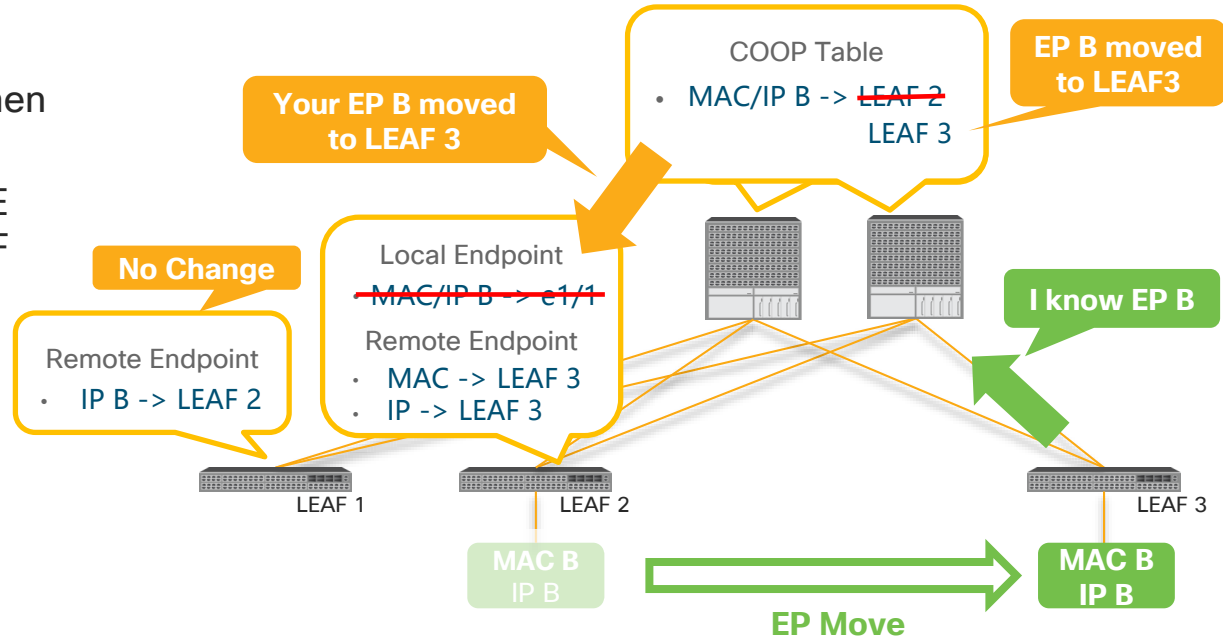 COOP Table
• MAC/IP B -> LEAF 2
LEAF 3
EP B moved
to LEAF3
Your EP B moved
to LEAF 3
No Change
Remote Endpoint
• IP B -> LEAF 2
Local Endpoint
• MAC/IP B -> e1/1
Remote Endpoint
• MAC -> LEAF 3
• IP -> LEAF 3
I know EP B
LEAF 1
LEAF 2
LEAF 3
MAC B
IP B
MAC B
IP B
EP Move